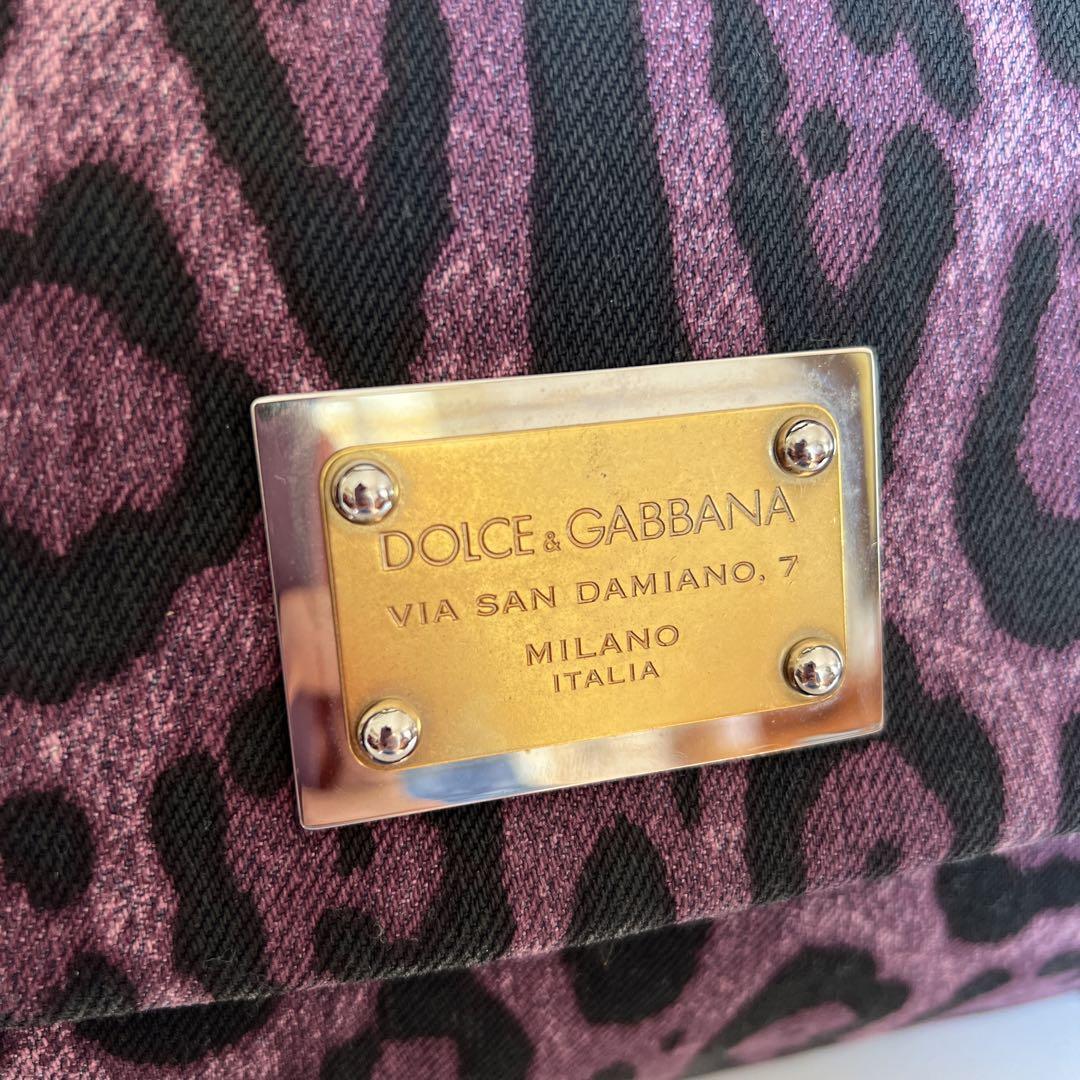 DOLCE & GABBANA
VIA SAN DAMIANO, 7
MILANO
ITALIA